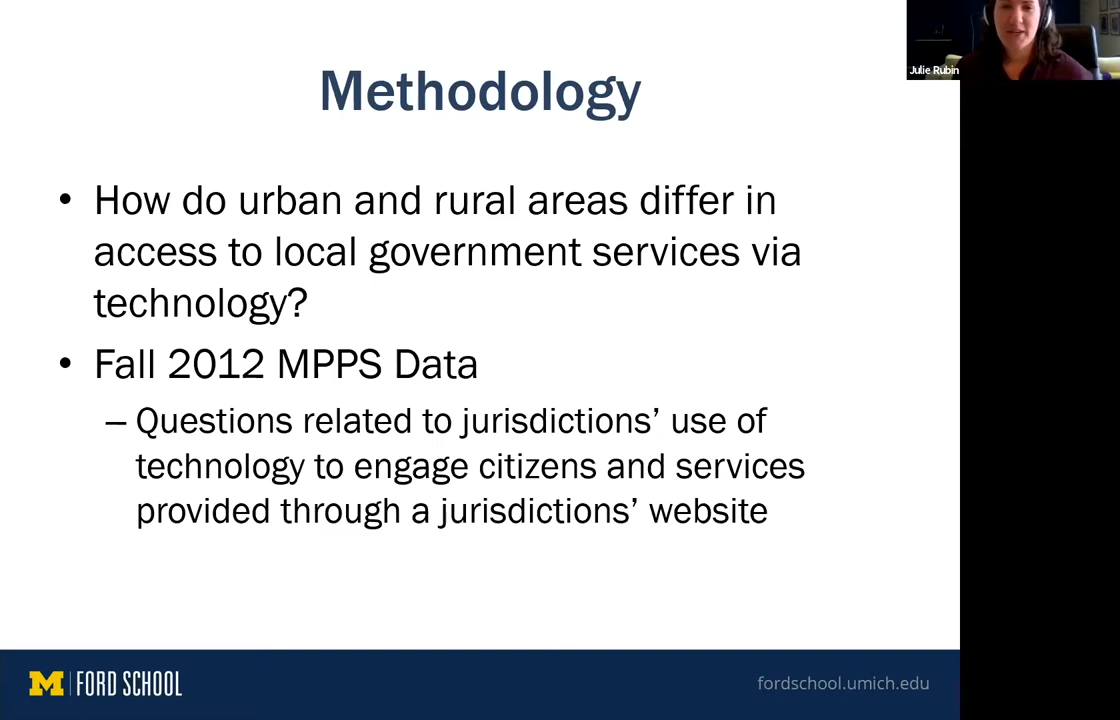 Julie Rubin
Methodology
• How do urban and rural areas differ in
access to local government services via
technology?
• Fall 2012 MPPS Data
– Questions related to jurisdictions’ use of
technology to engage citizens and services
provided through a jurisdictions’ website
M FORD SCHOOL
fordschool.umich.edu